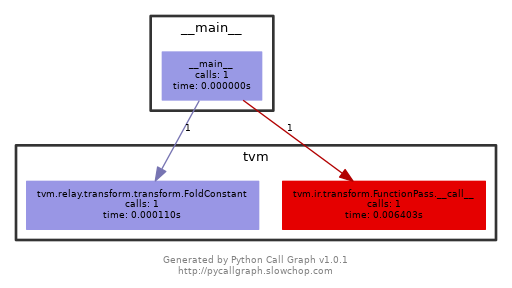 __main__
__main__
calls: 1
time: 0.000000s
1
1
tvm
tvm.relay.transform.transform.FoldConstant
calls: 1
time: 0.000110s
tvm.ir.transform.FunctionPass.__call__
calls: 1
time: 0.006403s
Generated by Python Call Graph v1.0.1
http://pycallgraph.slowchop.com